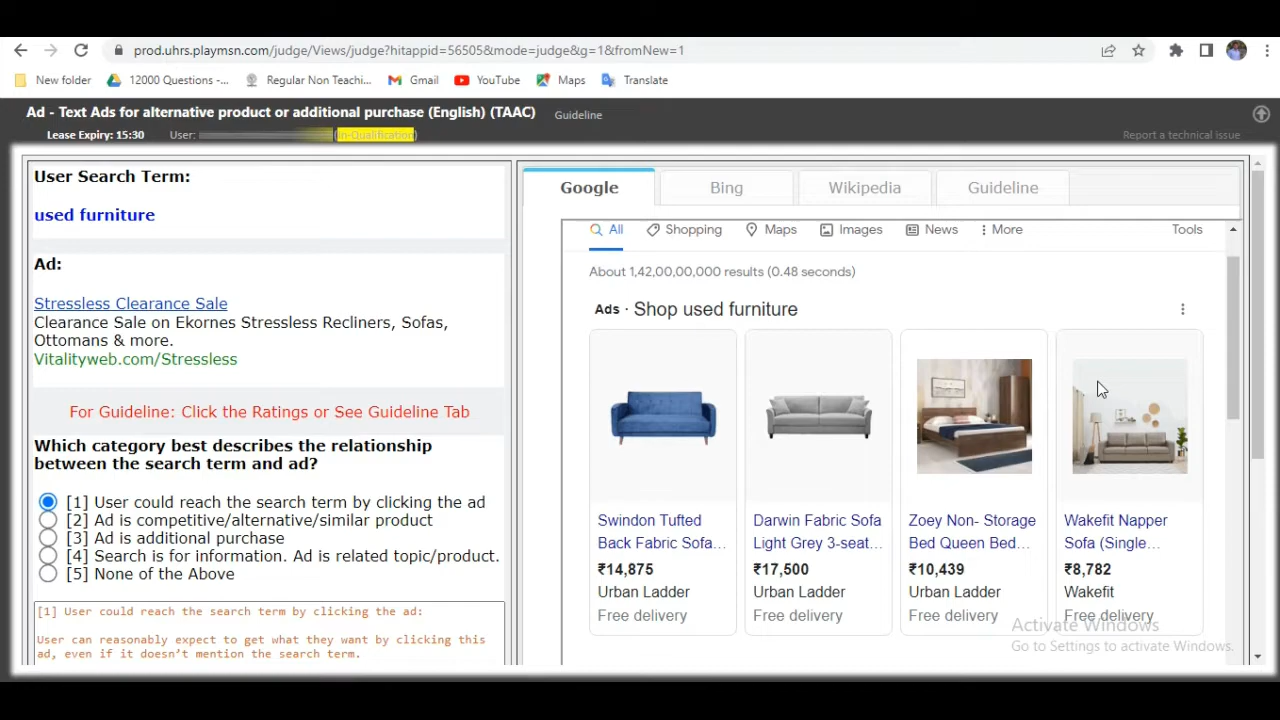 prod.uhrs.playmsn.com/judge/Views/judge?hitappid=56505&mode=judge&g=1&fromNew=1
New folder
12000 Questions -...
Regular Non Teachi...
Gmail
YouTube
Maps
Translate
Ad - Text Ads for alternative product or additional purchase (English) (TAAC)
Guideline
Lease Expiry: 15:30
User:
(In-Qualification)
Report a technical issue
User Search Term:
used furniture
Ad:
Stressless Clearance Sale
Clearance Sale on Ekornes Stressless Recliners, Sofas,
Ottomans & more.
Vitalityweb.com/Stressless
For Guideline: Click the Ratings or See Guideline Tab
Which category best describes the relationship
between the search term and ad?
[1] User could reach the search term by clicking the ad
[2] Ad is competitive/alternative/similar product
[3] Ad is additional purchase
[4] Search is for information. Ad is related topic/product.
[5] None of the Above
[1] User could reach the search term by clicking the ad:
User can reasonably expect to get what they want by clicking this
ad, even if it doesn’t mention the search term.
Google
Bing
Wikipedia
Guideline
All
Shopping
Maps
Images
News
More
Tools
About 1,42,00,00,000 results (0.48 seconds)
Ads · Shop used furniture
Swindon Tufted
Back Fabric Sofa...
₹14,875
Urban Ladder
Free delivery
Darwin Fabric Sofa
Light Grey 3-seat...
₹17,500
Urban Ladder
Free delivery
Zoey Non- Storage
Bed Queen Bed...
₹10,439
Urban Ladder
Free delivery
Wakefit Napper
Sofa (Single...
₹8,782
Wakefit
Free delivery
Activate Windows
Go to Settings to activate Windows.